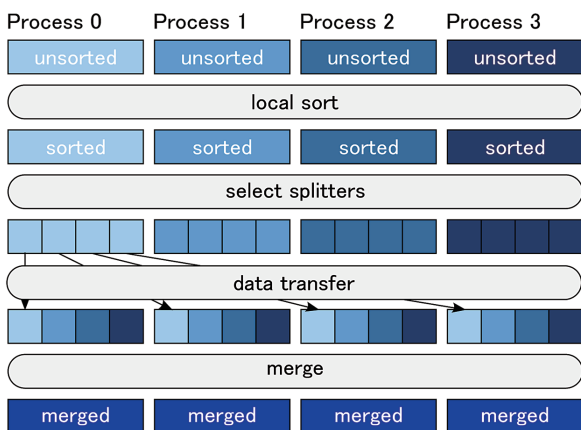 Process 0 Process 1 Process 2 Process 3
unsorted unsorted unsorted unsorted
local sort
sorted sorted sorted sorted
select splitters
data transfer
merge
merged merged merged merged